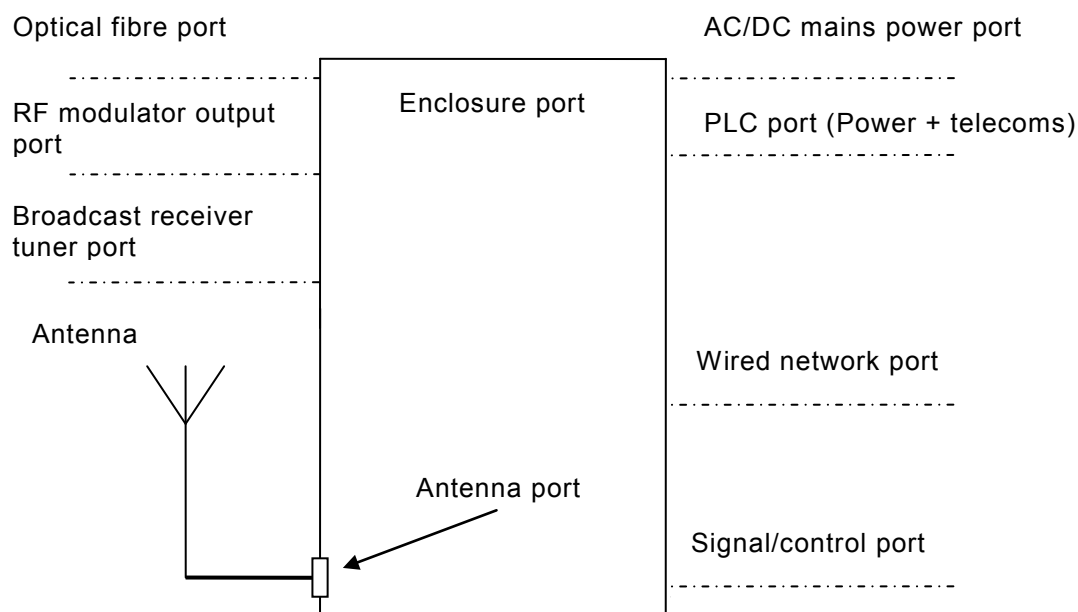 Optical fibre port
AC/DC mains power port
Enclosure port
RF modulator output
port
PLC port (Power + telecoms)
Broadcast receiver
tuner port
Antenna
Wired network port
Antenna port
Signal/control port